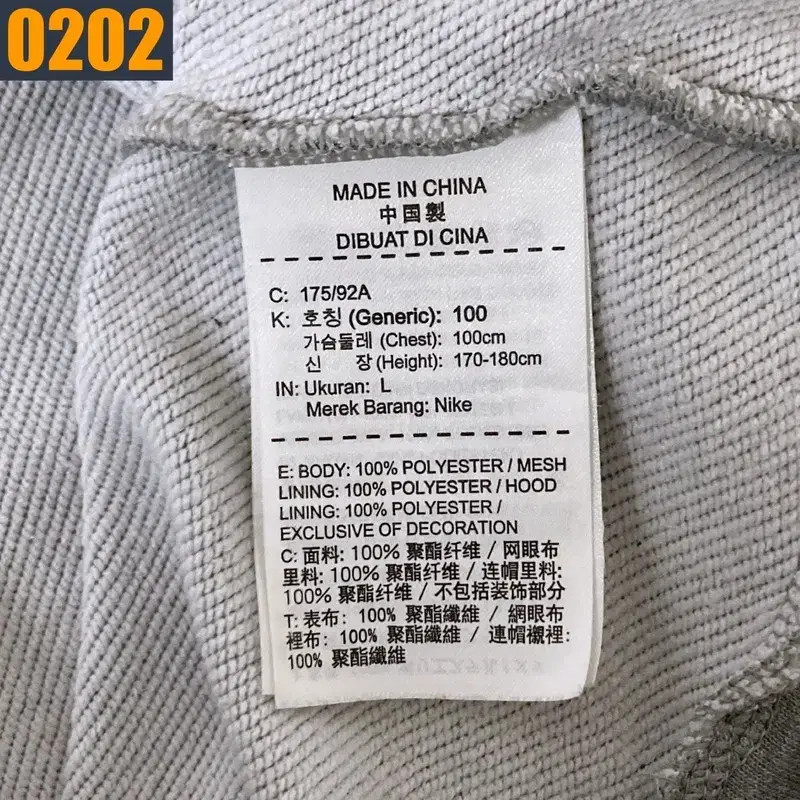 0202
MADE IN CHINA
中国製
DIBUAT DI CINA
C: 175/92A
K: 호칭 (Generic): 100
가슴둘레 (Chest): 100cm
신 장 (Height): 170-180cm
IN: Ukuran: L
Merek Barang: Nike
E: BODY: 100% POLYESTER / MESH
LINING: 100% POLYESTER / HOOD
LINING: 100% POLYESTER /
EXCLUSIVE OF DECORATION
C: 面料: 100% 聚酯纤维 / 网眼布
里料: 100% 聚酯纤维 / 连帽里料:
100% 聚酯纤维 / 不包括装饰部分
T: 表布: 100% 聚酯纖維 / 網眼布
裡布: 100% 聚酯纖維 / 連帽襯裡:
100% 聚酯纖維